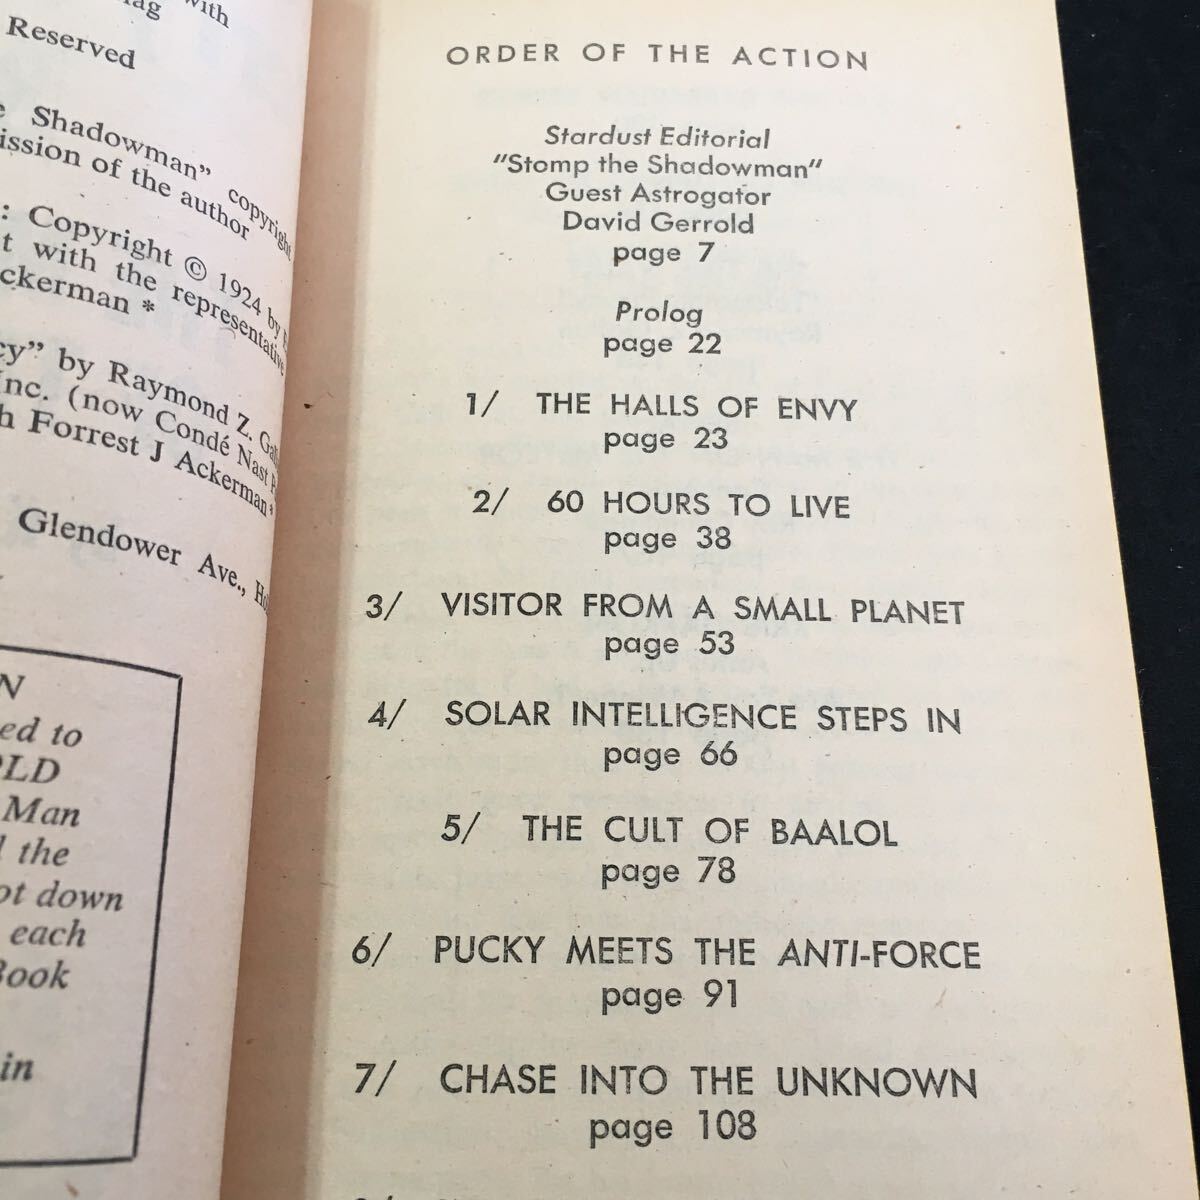 with
Reserved
Shadowman" copyright
ission of the author
: Copyright © 1924 by
t with the representative
ckerman *
cy" by Raymond Z.
Inc. (now Condé Nast
h Forrest J Ackerman*
Glendower Ave.,
N
ed to
OLD
Man
the
ot down
each
Book
in
ORDER OF THE ACTION
Stardust Editorial
"Stomp the Shadowman"
Guest Astrogator
David Gerrold
page 7
Prolog
page 22
1/ THE HALLS OF ENVY
page 23
2/ 60 HOURS TO LIVE
page 38
3/ VISITOR FROM A SMALL PLANET
page 53
4/ SOLAR INTELLIGENCE STEPS IN
page 66
5/ THE CULT OF BAALOL
page 78
6/ PUCKY MEETS THE ANTI-FORCE
page 91
7/ CHASE INTO THE UNKNOWN
page 108